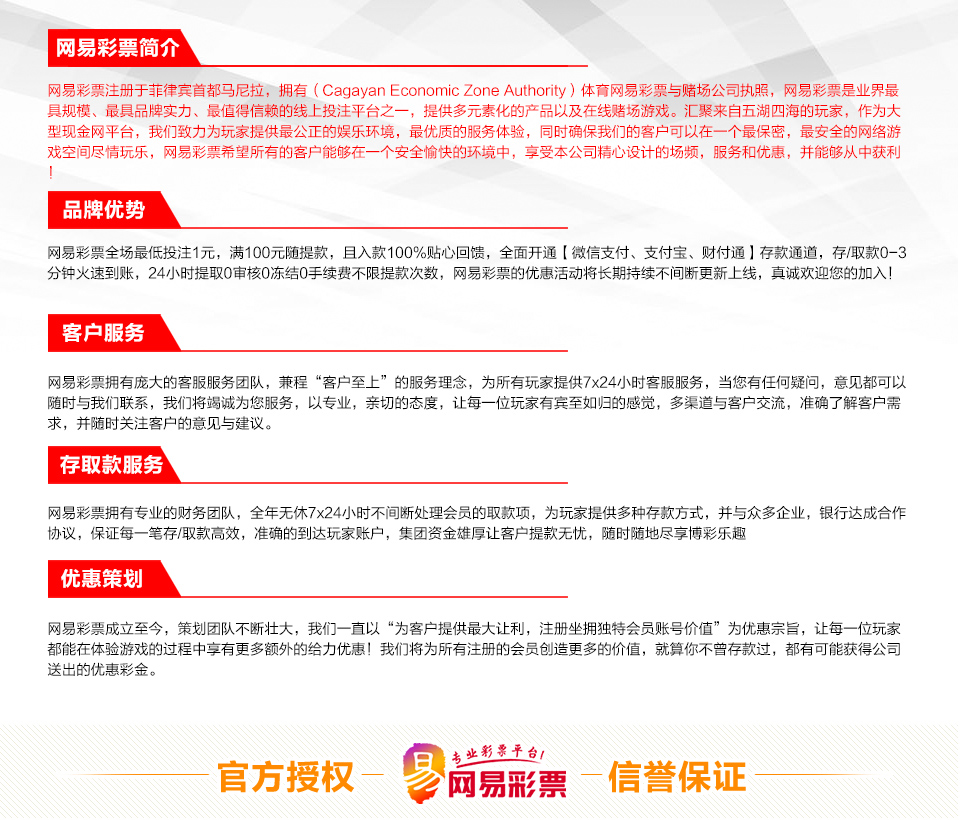 网易彩票简介
网易彩票注册于菲律宾首都马尼拉，拥有（Cagayan Economic Zone Authority）体育网易彩票与赌场公司执照，网易彩票是业界最
具规模、最具品牌实力、最值得信赖的线上投注平台之一，提供多元素化的产品以及在线赌场游戏。汇聚来自五湖四海的玩家，作为大
型现金网平台，我们致力为玩家提供最公正的娱乐环境，最优质的服务体验，同时确保我们的客户可以在一个最保密，最安全的网络游
戏空间尽情玩乐，网易彩票希望所有的客户能够在一个安全愉快的环境中，享受本公司精心设计的场频，服务和优惠，并能够从中获利
！
品牌优势
网易彩票全场最低投注1元，满100元随提款，且入款100%贴心回馈，全面开通【微信支付、支付宝、财付通】存款通道，存/取款0-3
分钟火速到账，24小时提取0审核0冻结0手续费不限提款次数，网易彩票的优惠活动将长期持续不间断更新上线，真诚欢迎您的加入！
客户服务
网易彩票拥有庞大的客服服务团队，兼程“客户至上”的服务理念，为所有玩家提供7x24小时客服服务，当您有任何疑问，意见都可以
随时与我们联系，我们将竭诚为您服务，以专业，亲切的态度，让每一位玩家有宾至如归的感觉，多渠道与客户交流，准确了解客户需
求，并随时关注客户的意见与建议。
存取款服务
网易彩票拥有专业的财务团队，全年无休7x24小时不间断处理会员的取款项，为玩家提供多种存款方式，并与众多企业，银行达成合作
协议，保证每一笔存/取款高效，准确的到达玩家账户，集团资金雄厚让客户提款无忧，随时随地尽享博彩乐趣
优惠策划
网易彩票成立至今，策划团队不断壮大，我们一直以“为客户提供最大让利，注册坐拥独特会员账号价值”为优惠宗旨，让每一位玩家
都能在体验游戏的过程中享有更多额外的给力优惠！我们将为所有注册的会员创造更多的价值，就算你不曾存款过，都有可能获得公司
送出的优惠彩金。
官方授权
专业彩票平台!
网易彩票
信誉保证